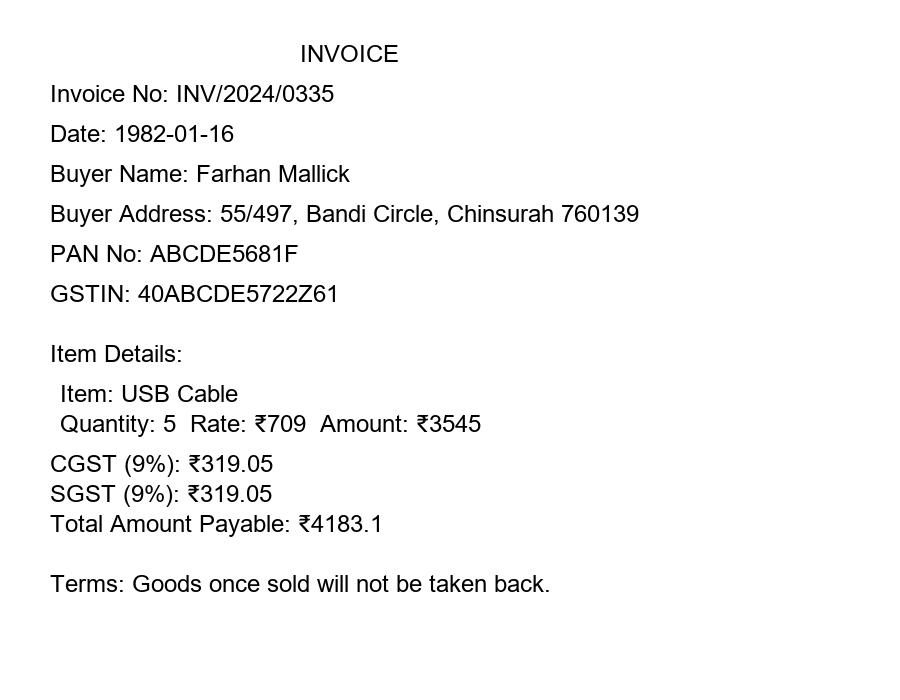 INVOICE
Invoice No: INV/2024/0335
Date: 1982-01-16
Buyer Name: Farhan Mallick
Buyer Address: 55/497, Bandi Circle, Chinsurah 760139
PAN No: ABCDE5681F
GSTIN: 40ABCDE5722Z61
Item Details:
Item: USB Cable
Quantity: 5  Rate: ₹709  Amount: ₹3545
CGST (9%): ₹319.05
SGST (9%): ₹319.05
Total Amount Payable: ₹4183.1
Terms: Goods once sold will not be taken back.